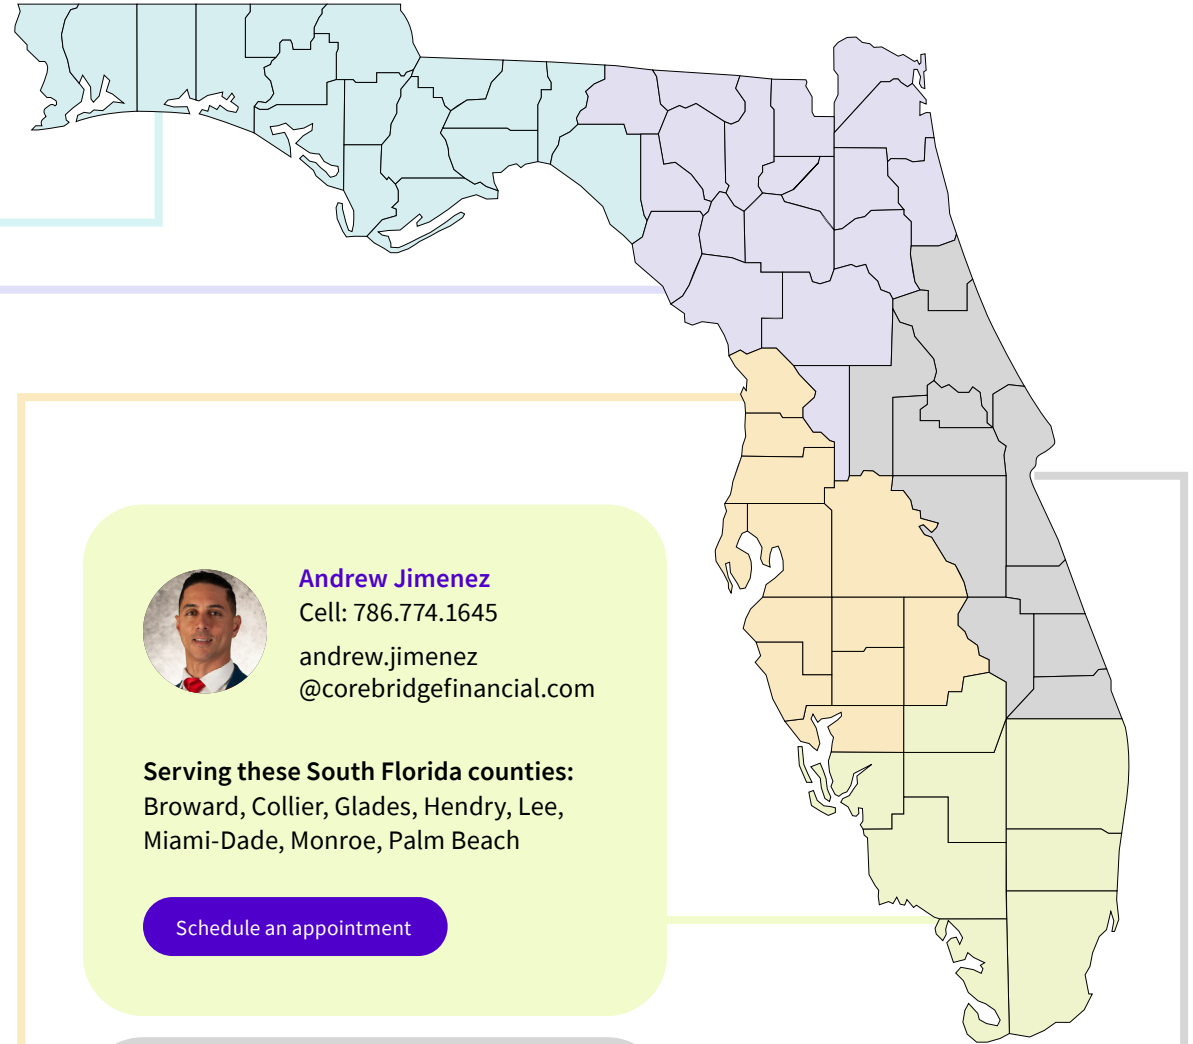 Andrew Jimenez
Cell: 786.774.1645
andrew.jimenez
@corebridgefinancial.com
Serving these South Florida counties:
Broward, Collier, Glades, Hendry, Lee,
Miami-Dade, Monroe, Palm Beach
Schedule an appointment